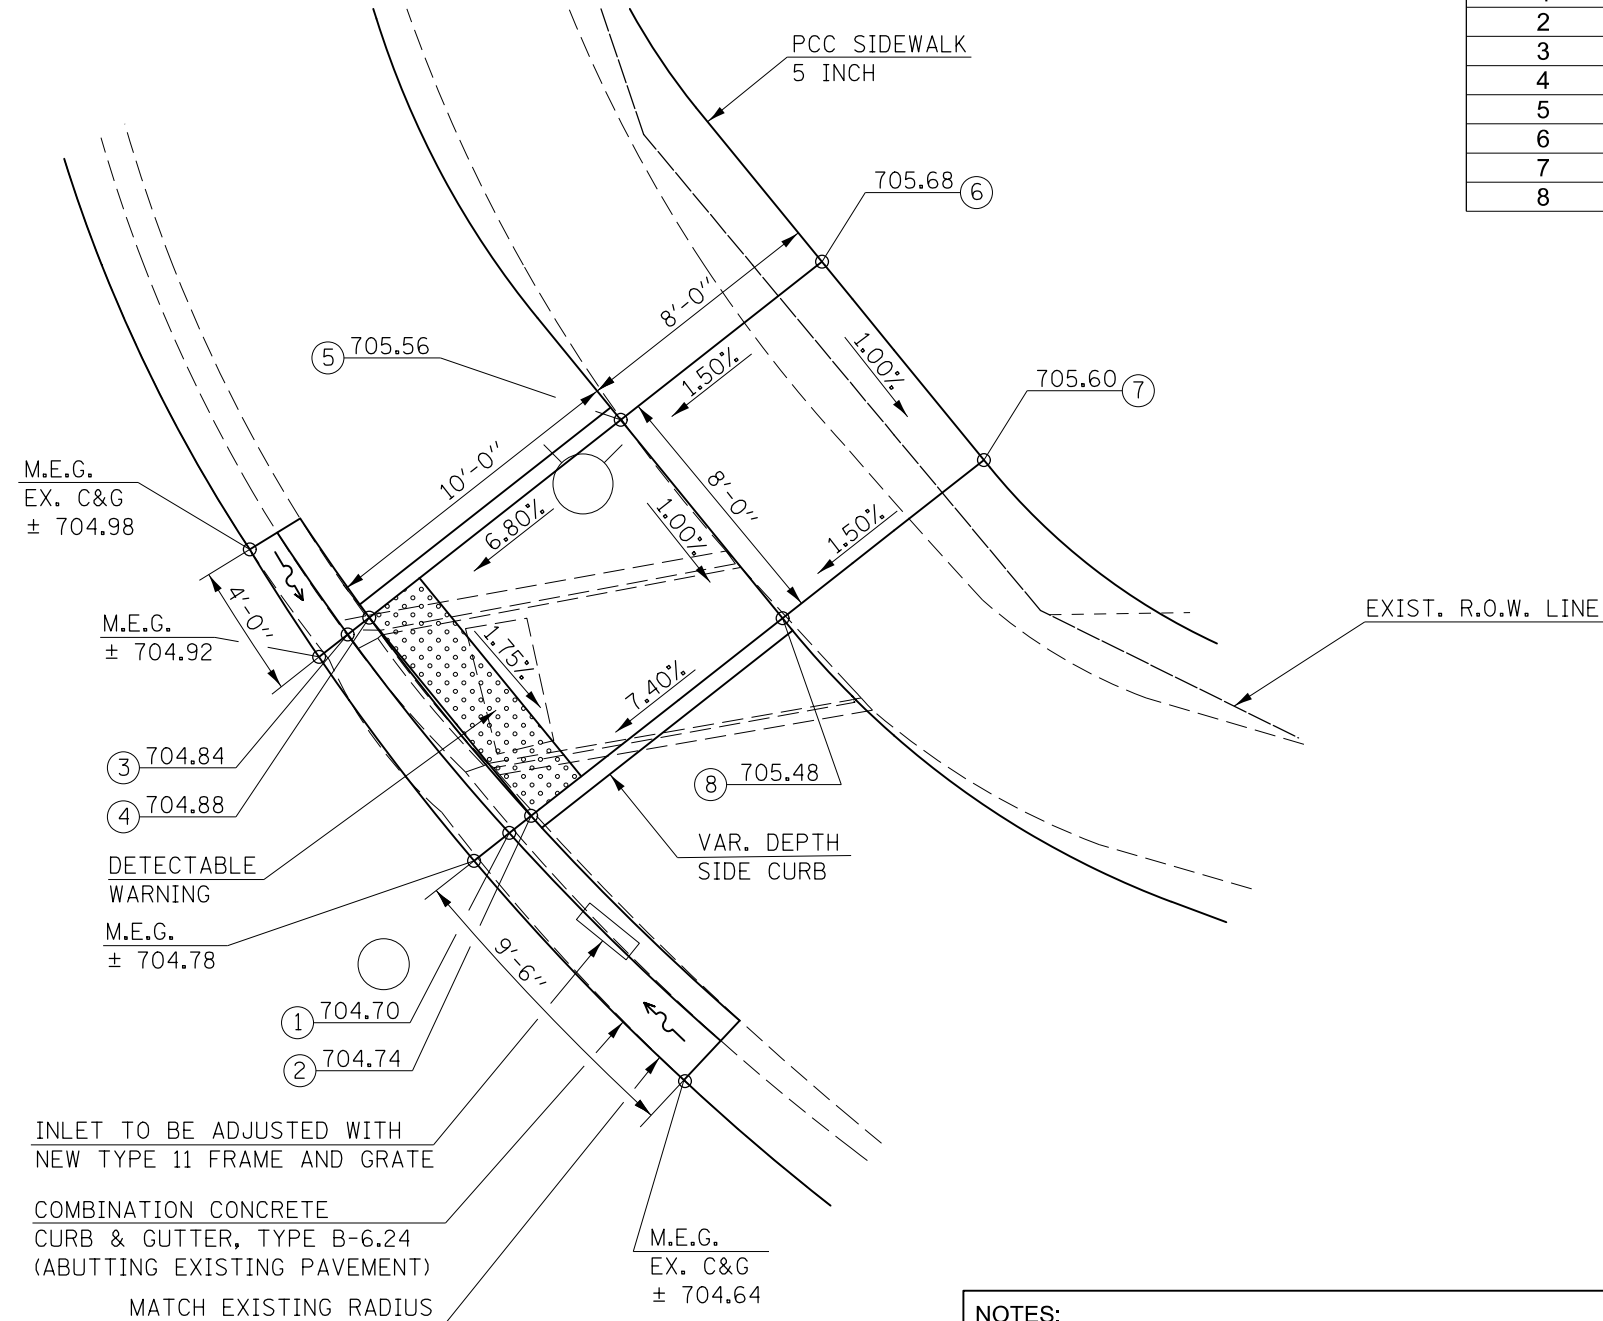 2
3
4
5
6
7
8
PCC SIDEWALK
5 INCH
705.68 6
8'-0"
5 705.56
1.50%
1.00%
705.60 7
10'-0"
M.E.G.
EX. C&G
± 704.98
6.80%
1.00%
8'-0"
1.50%
4'-0"
M.E.G.
± 704.92
EXIST. R.O.W. LINE
1.75%
7.40%
3 704.84
4 704.88
8 705.48
DETECTABLE
WARNING
VAR. DEPTH
SIDE CURB
M.E.G.
± 704.78
9'-6"
1 704.70
2 704.74
INLET TO BE ADJUSTED WITH
NEW TYPE 11 FRAME AND GRATE
COMBINATION CONCRETE
CURB & GUTTER, TYPE B-6.24
(ABUTTING EXISTING PAVEMENT)
M.E.G.
EX. C&G
± 704.64
MATCH EXISTING RADIUS
NOTES: